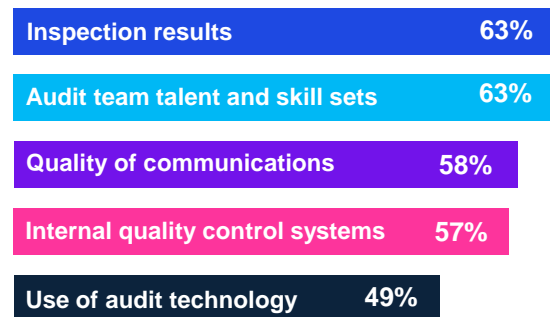 Inspection results 63%
Audit team talent and skill sets 63%
Quality of communications 58%
Internal quality control systems 57%
Use of audit technology 49%